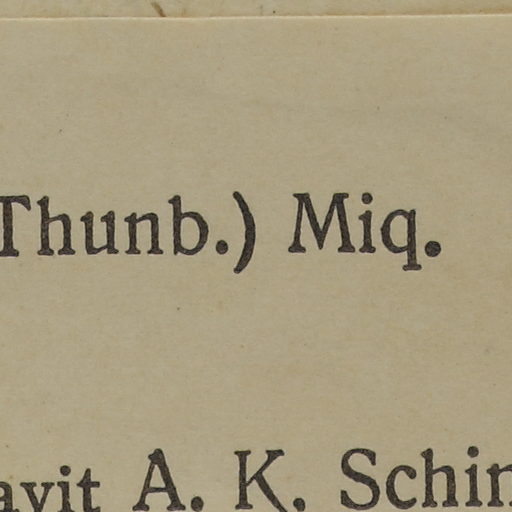 Thunb.) Miq.
avit A. K. Schin